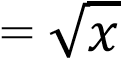 = √x